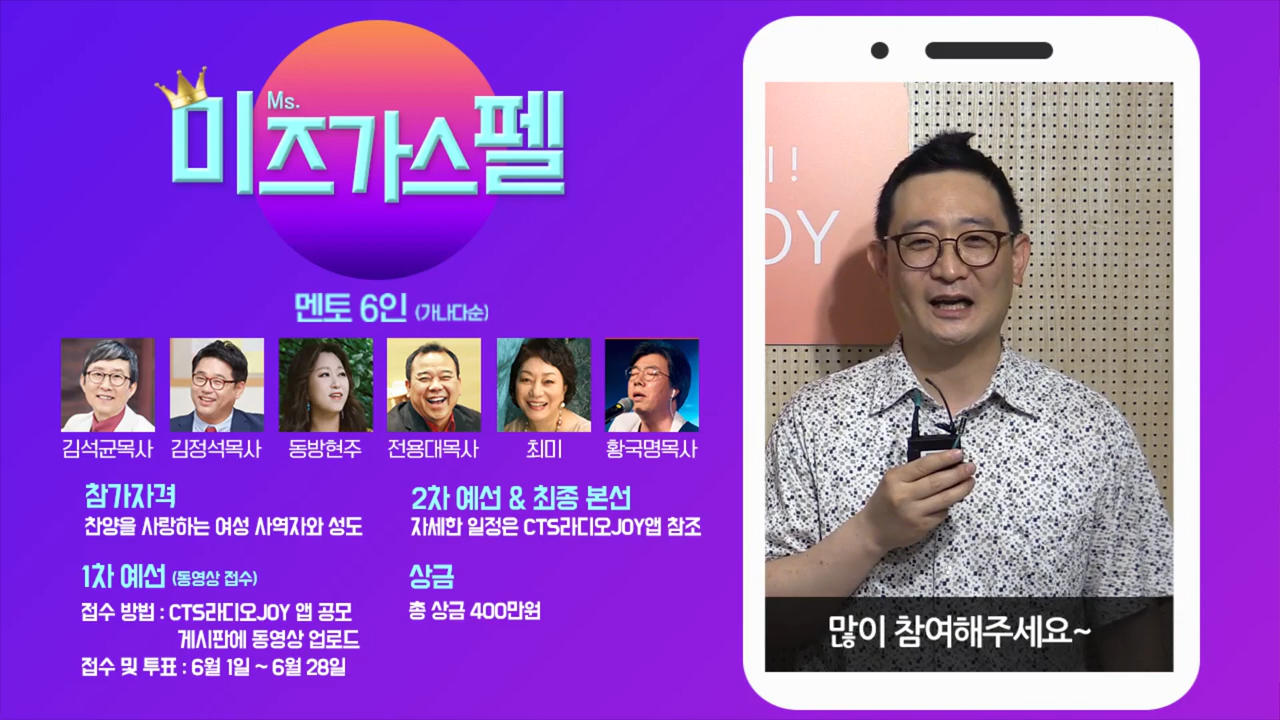 Ms.
미즈가스펠
멘토 6인 (가나다순)
김석균목사 김정석목사 동방현주 전용대목사 최미 황국명목사
참가자격
찬양을 사랑하는 여성 사역자와 성도
2차 예선 & 최종 본선
자세한 일정은 CTS라디오JOY앱 참조
1차 예선 (동영상 접수)
접수 방법 : CTS라디오JOY 앱 공모
게시판에 동영상 업로드
접수 및 투표 : 6월 1일 ~ 6월 28일
상금
총 상금 400만원
!
OY
많이 참여해주세요~